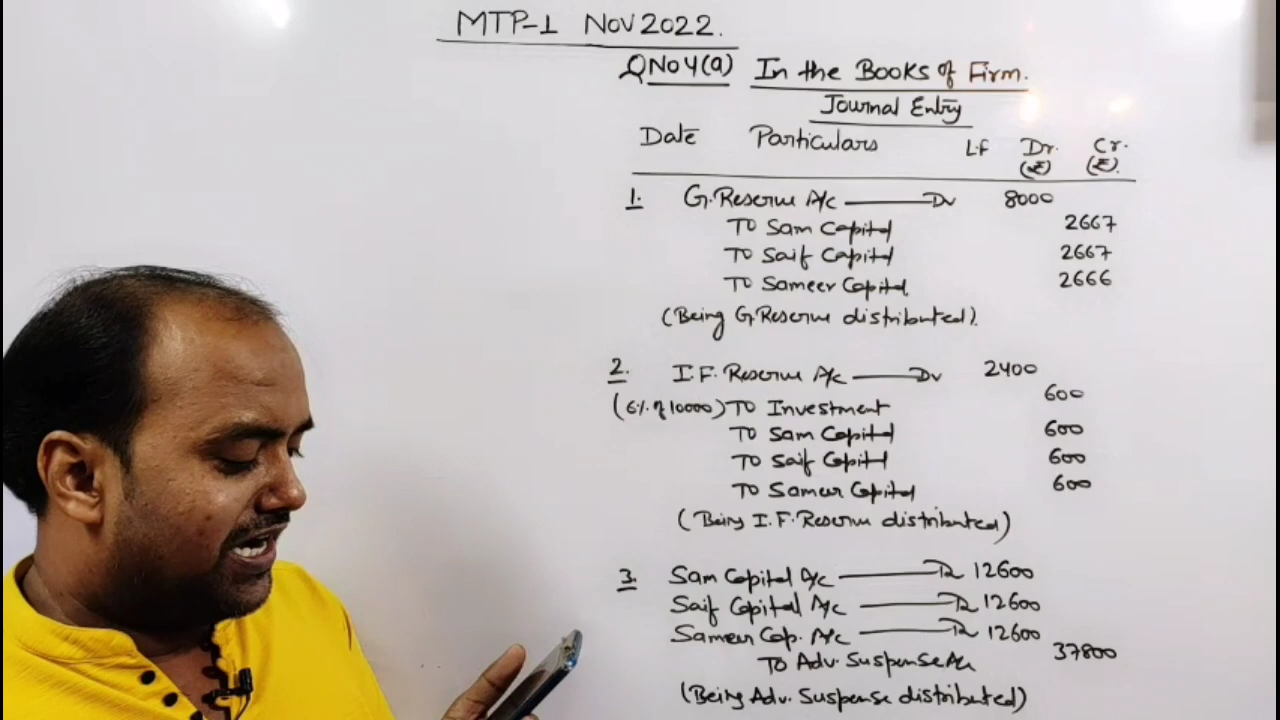 MTP-1 NOV 2022.
QNo4(a) In the Books of Firm.
Journal Entry
Date Particulars L.f Dr. (₹) Cr. (₹)
1. G.Reserve A/c Dr 8000
To Sam Capital 2667
To Saif Capital 2667
To Sameer Capital 2666
(Being G.Reserve distributed).
2. I.F. Reserve A/c Dr 2400
(6% of 10000) To Investment 600
To Sam Capital 600
To Saif Capital 600
To Sameer Capital 600
(Being I.F. Reserve distributed)
3. Sam Capital A/c Dr 12600
Saif Capital A/c Dr 12600
Sameer Cap. A/c Dr 12600
To Adv. Suspense A/c 37800
(Being Adv. Suspense distributed)